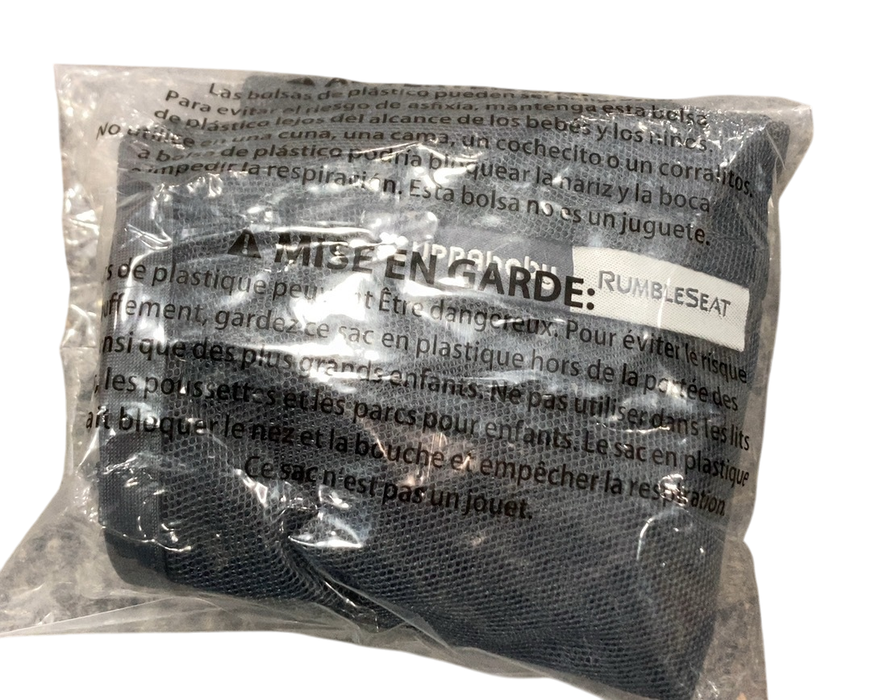 Las bolsas de plástico pueden ser
Para evitar el riesgo de asfixia, mantenga esta bolsa
de plástico lejos del alcance de los bebés y los niños.
No utilice en una cuna, una cama, un cochecito o un corralitos.
a bolsa de plástico podría bloquear la nariz y la boca
e impedir la respiración. Esta bolsa no es un juguete.
UPPAbaby RUMBLESEAT
⚠ MISE EN GARDE:
de plastique peuvent Être dangereux. Pour éviter le risque
gardez ce sac en plastique hors de la portée des
nsi que des plus grands enfants. Ne pas utiliser dans les lits
, les poussettes et les parcs pour enfants. Le sac en plastique
ait bloquer le nez et la bouche et empêcher la respiration.
Ce sac n'est pas un jouet.